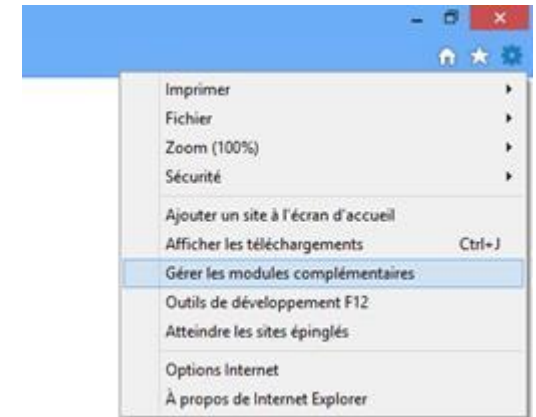 Imprimer
Fichier
Zoom (100%)
Sécurité
Ajouter un site à l'écran d'accueil
Afficher les téléchargements Ctrl+J
Gérer les modules complémentaires
Outils de développement F12
Atteindre les sites épinglés
Options Internet
À propos de Internet Explorer